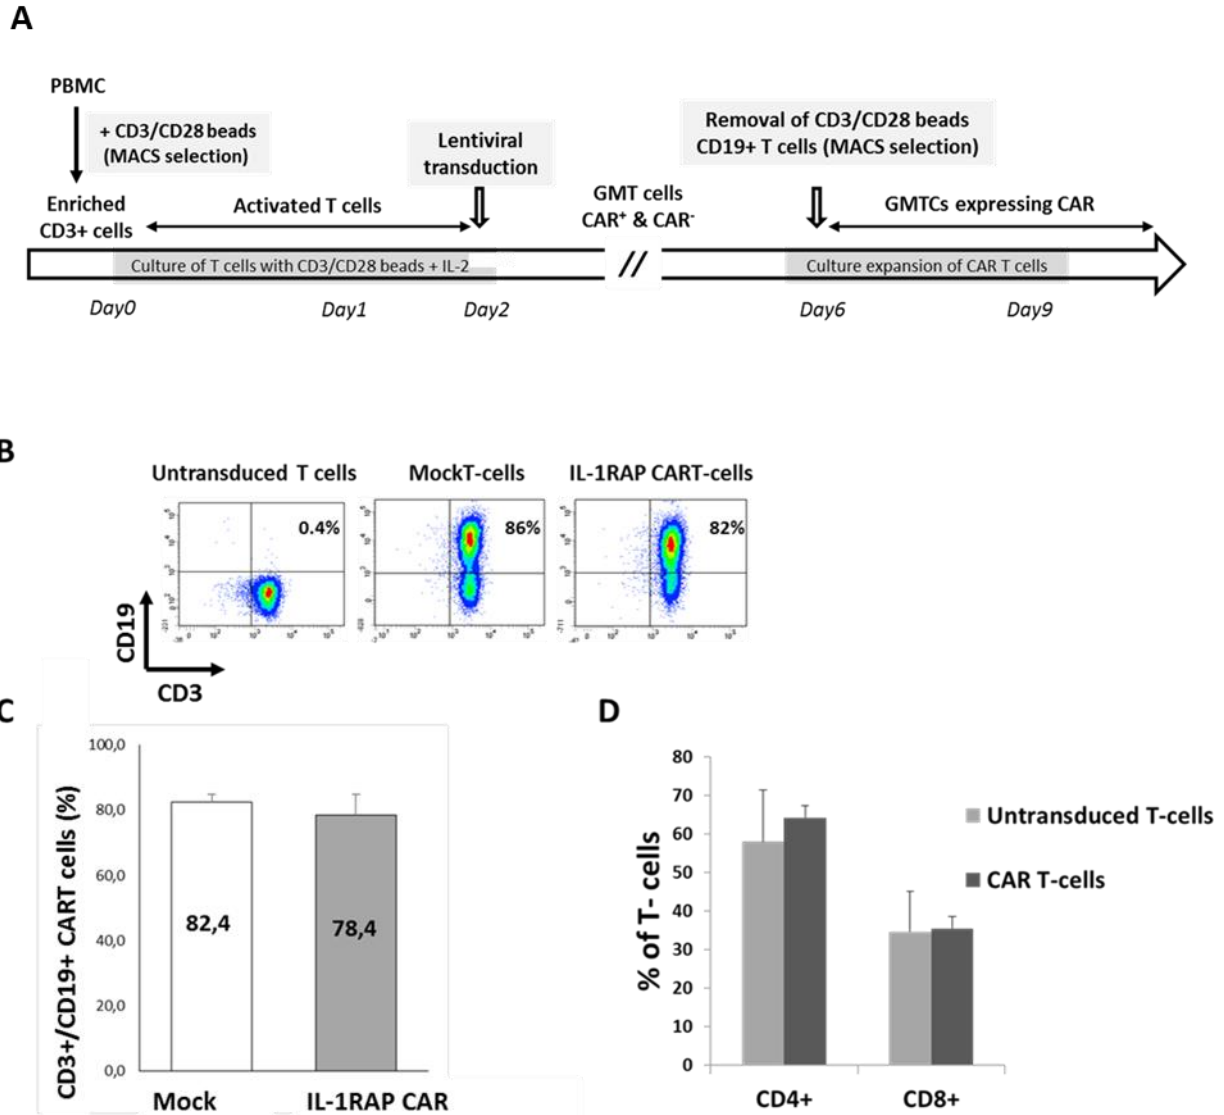 A
PBMC
+ CD3/CD28 beads
(MACS selection)
Lentiviral
transduction
Removal of CD3/CD28 beads
CD19+ T cells (MACS selection)
Enriched
CD3+ cells
Activated T cells
GMT cells
CAR⁺ & CAR⁻
GMTCs expressing CAR
Culture of T cells with CD3/CD28 beads + IL-2
//
Culture expansion of CAR T cells
Day0
Day1
Day2
Day6
Day9
B
Untransduced T cells
MockT-cells
IL-1RAP CART-cells
0.4%
86%
82%
CD19
CD3
C
CD3+/CD19+ CART cells (%)
100,0
80,0
60,0
40,0
20,0
0,0
82,4
78,4
Mock
IL-1RAP CAR
D
% of T- cells
80
70
60
50
40
30
20
10
0
CD4+
CD8+
Untransduced T-cells
CAR T-cells